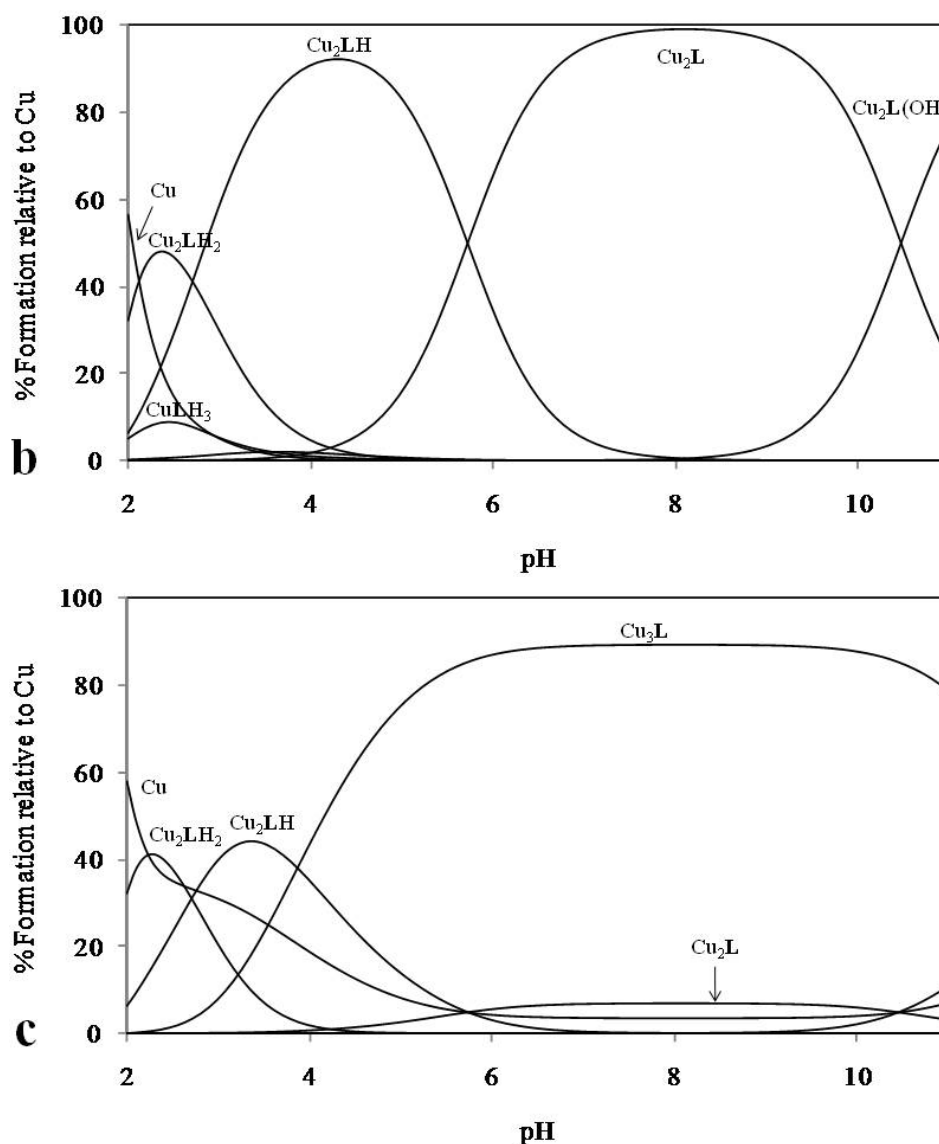 100
80
60
40
20
0
% Formation relative to Cu
Cu
Cu₂LH₂
CuLH₃
Cu₂LH
Cu₂L
Cu₂L(OH
b
2 4 6 8 10
pH
100
80
60
40
20
0
% Formation relative to Cu
Cu
Cu₂LH₂
Cu₂LH
Cu₃L
Cu₂L
c
2 4 6 8 10
pH